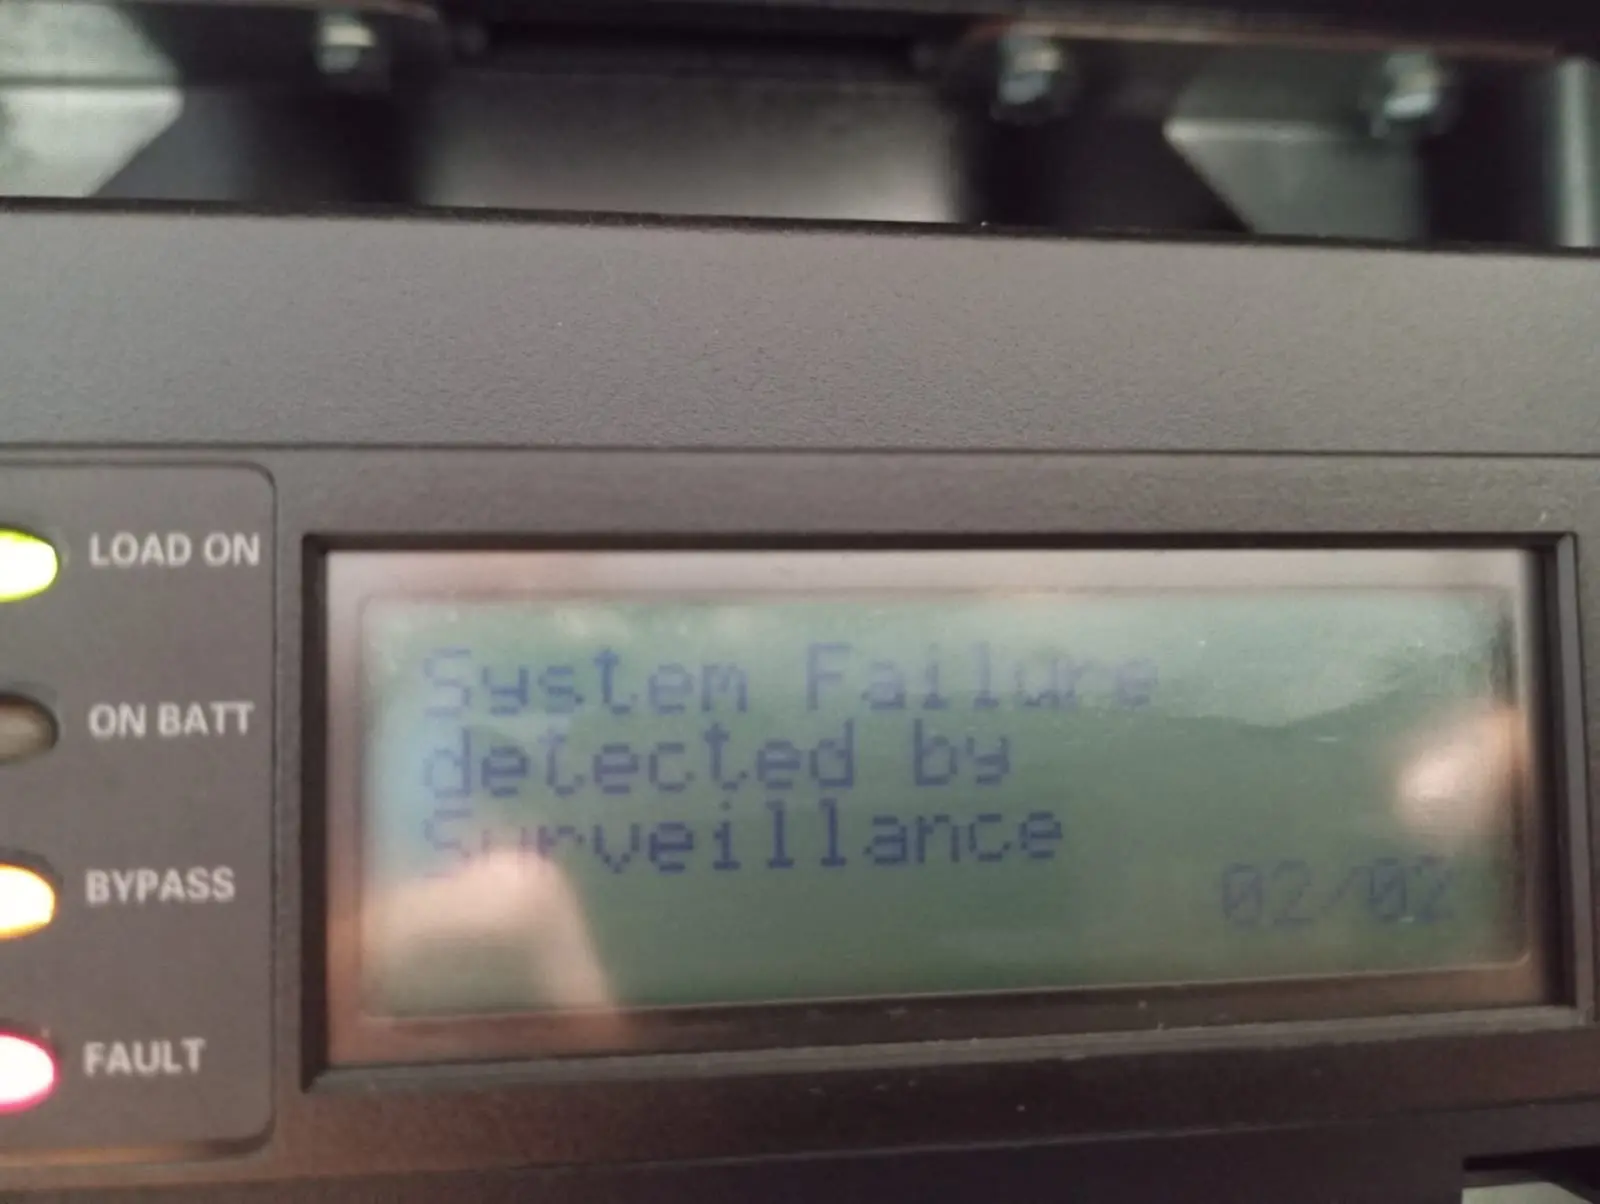 LOAD ON
ON BATT
BYPASS
FAULT
System Failure
detected by
Surveillance
02/02